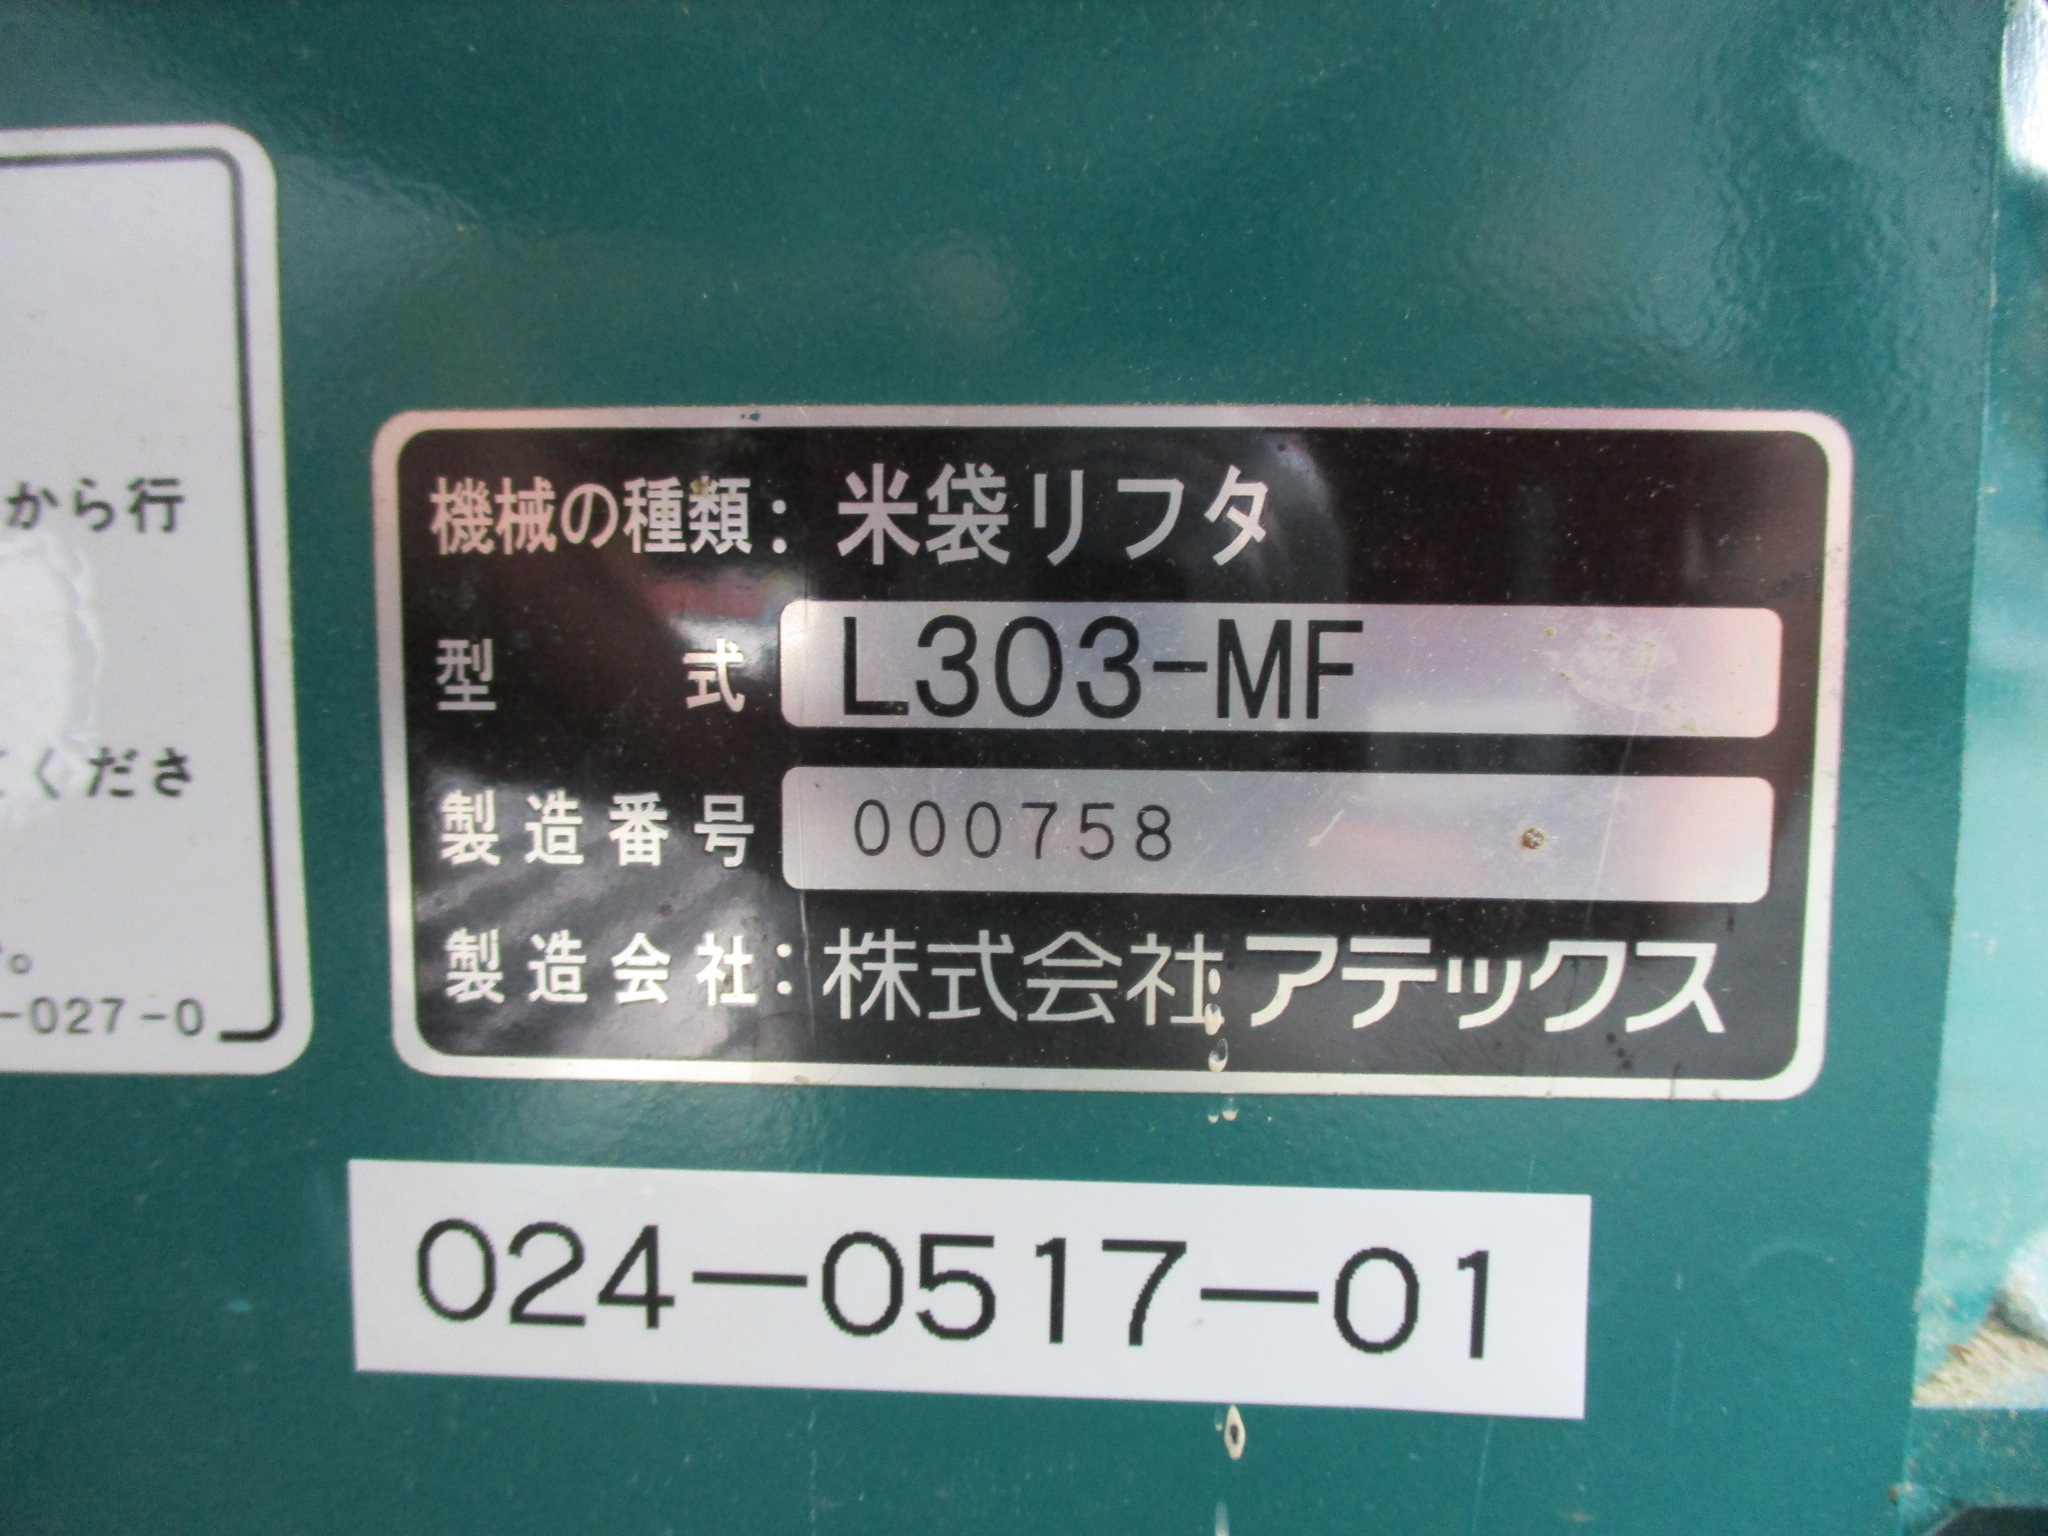 から行
ください
。
-027-0
機械の種類：米袋リフタ
型式 L303-MF
製造番号 000758
製造会社：株式会社アテックス
024-0517-01